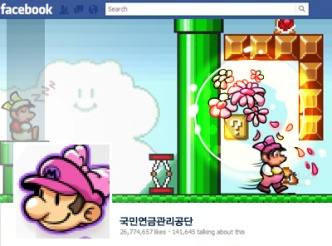 facebook
Search
국민연금관리공단
26,774,657 likes · 141,645 talking about this